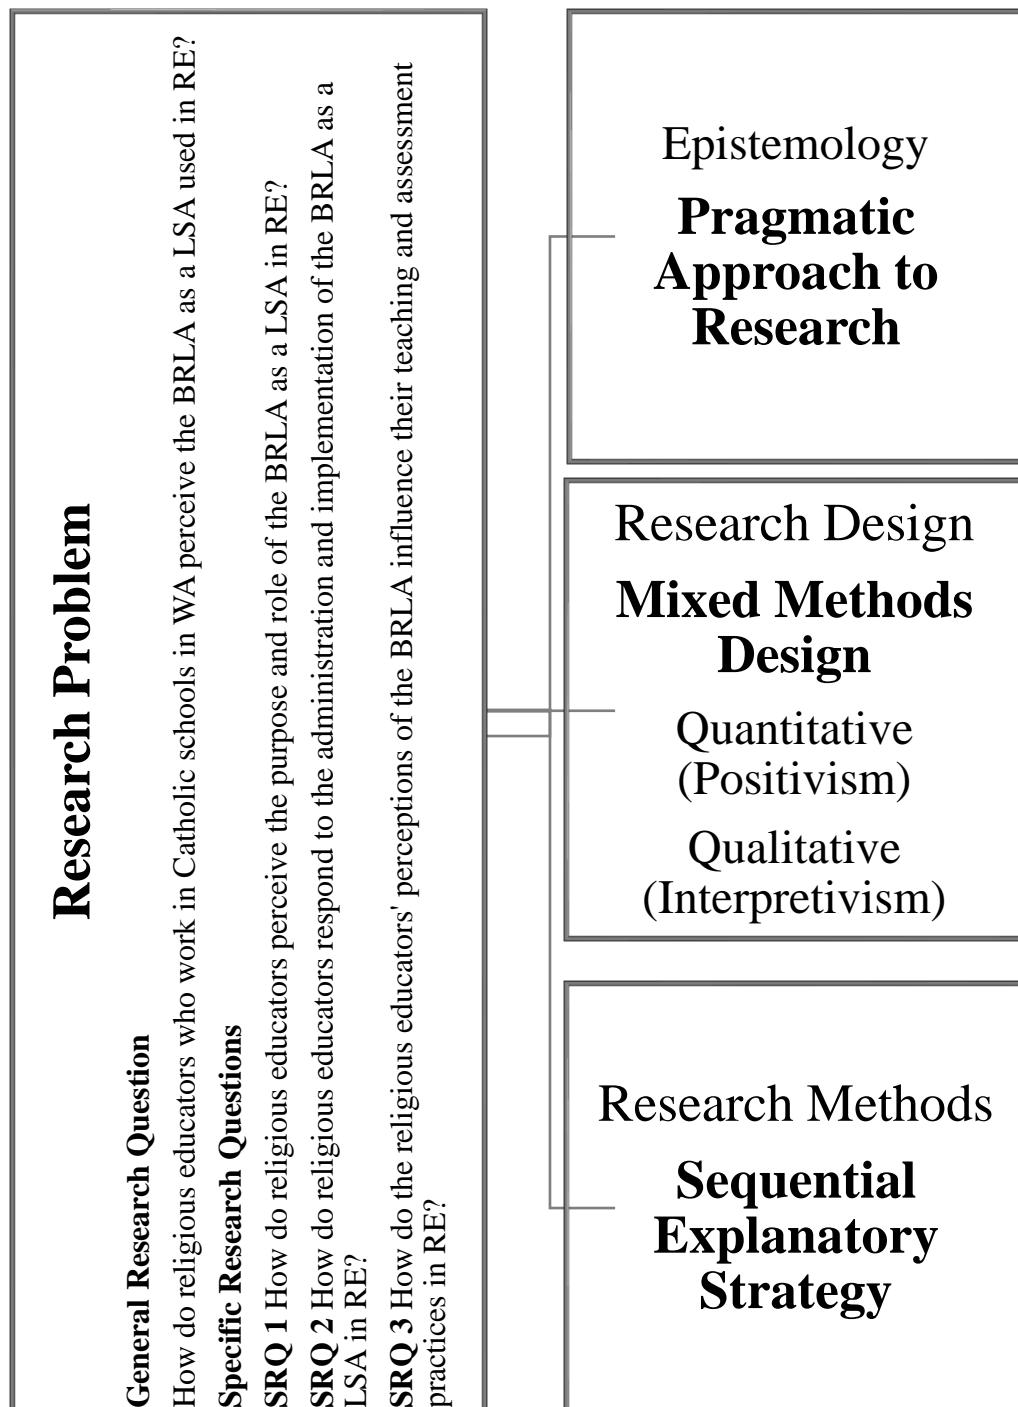 Research Problem
General Research Question
How do religious educators who work in Catholic schools in WA perceive the BRLA as a LSA used in RE?
Specific Research Questions
SRQ 1 How do religious educators perceive the purpose and role of the BRLA as a LSA in RE?
SRQ 2 How do religious educators respond to the administration and implementation of the BRLA as a
LSA in RE?
SRQ 3 How do the religious educators' perceptions of the BRLA influence their teaching and assessment
practices in RE?
Epistemology
Pragmatic
Approach to
Research
Research Design
Mixed Methods
Design
Quantitative
(Positivism)
Qualitative
(Interpretivism)
Research Methods
Sequential
Explanatory
Strategy